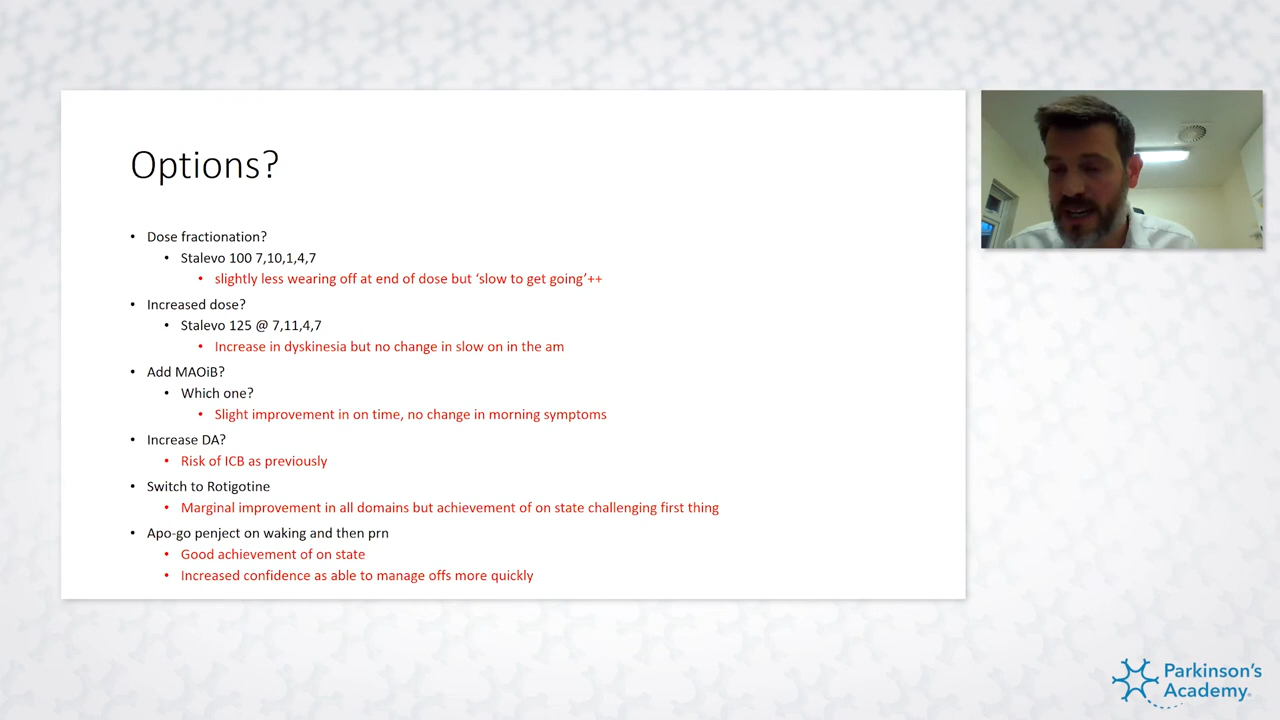 Options?
• Dose fractionation?
• Stalevo 100 7,10,1,4,7
• slightly less wearing off at end of dose but ‘slow to get going’++
• Increased dose?
• Stalevo 125 @ 7,11,4,7
• Increase in dyskinesia but no change in slow on in the am
• Add MAOiB?
• Which one?
• Slight improvement in on time, no change in morning symptoms
• Increase DA?
• Risk of ICB as previously
• Switch to Rotigotine
• Marginal improvement in all domains but achievement of on state challenging first thing
• Apo-go penject on waking and then prn
• Good achievement of on state
• Increased confidence as able to manage offs more quickly
Parkinson’s
Academy